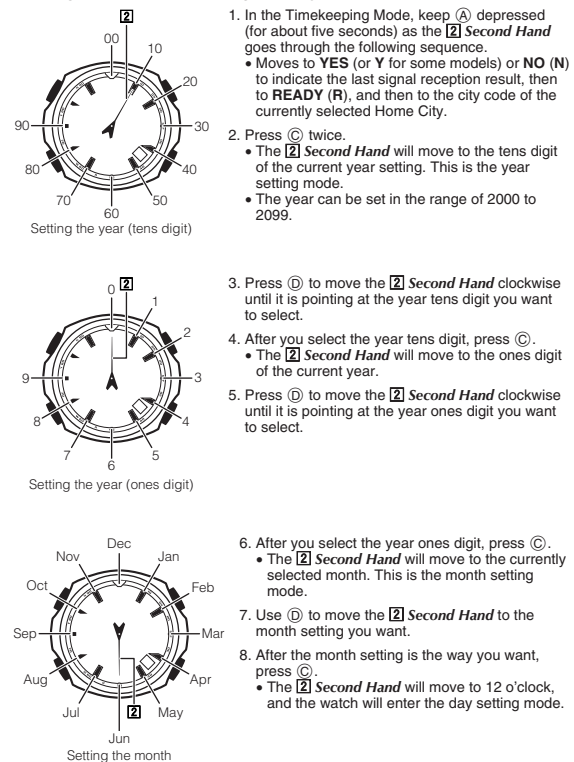 2
00
10
20
30
40
50
60
70
80
90
Setting the year (tens digit)
1. In the Timekeeping Mode, keep Ⓐ depressed
(for about five seconds) as the 2 Second Hand
goes through the following sequence.
• Moves to YES (or Y for some models) or NO (N)
to indicate the last signal reception result, then
to READY (R), and then to the city code of the
currently selected Home City.
2. Press Ⓒ twice.
• The 2 Second Hand will move to the tens digit
of the current year setting. This is the year
setting mode.
• The year can be set in the range of 2000 to
2099.
2
0
1
2
3
4
5
6
7
8
9
Setting the year (ones digit)
3. Press Ⓓ to move the 2 Second Hand clockwise
until it is pointing at the year tens digit you want
to select.
4. After you select the year tens digit, press Ⓒ.
• The 2 Second Hand will move to the ones digit
of the current year.
5. Press Ⓓ to move the 2 Second Hand clockwise
until it is pointing at the year ones digit you want
to select.
Dec
Jan
Feb
Mar
Apr
May
2
Jun
Jul
Aug
Sep
Oct
Nov
Setting the month
6. After you select the year ones digit, press Ⓒ.
• The 2 Second Hand will move to the currently
selected month. This is the month setting
mode.
7. Use Ⓓ to move the 2 Second Hand to the
month setting you want.
8. After the month setting is the way you want,
press Ⓒ.
• The 2 Second Hand will move to 12 o'clock,
and the watch will enter the day setting mode.